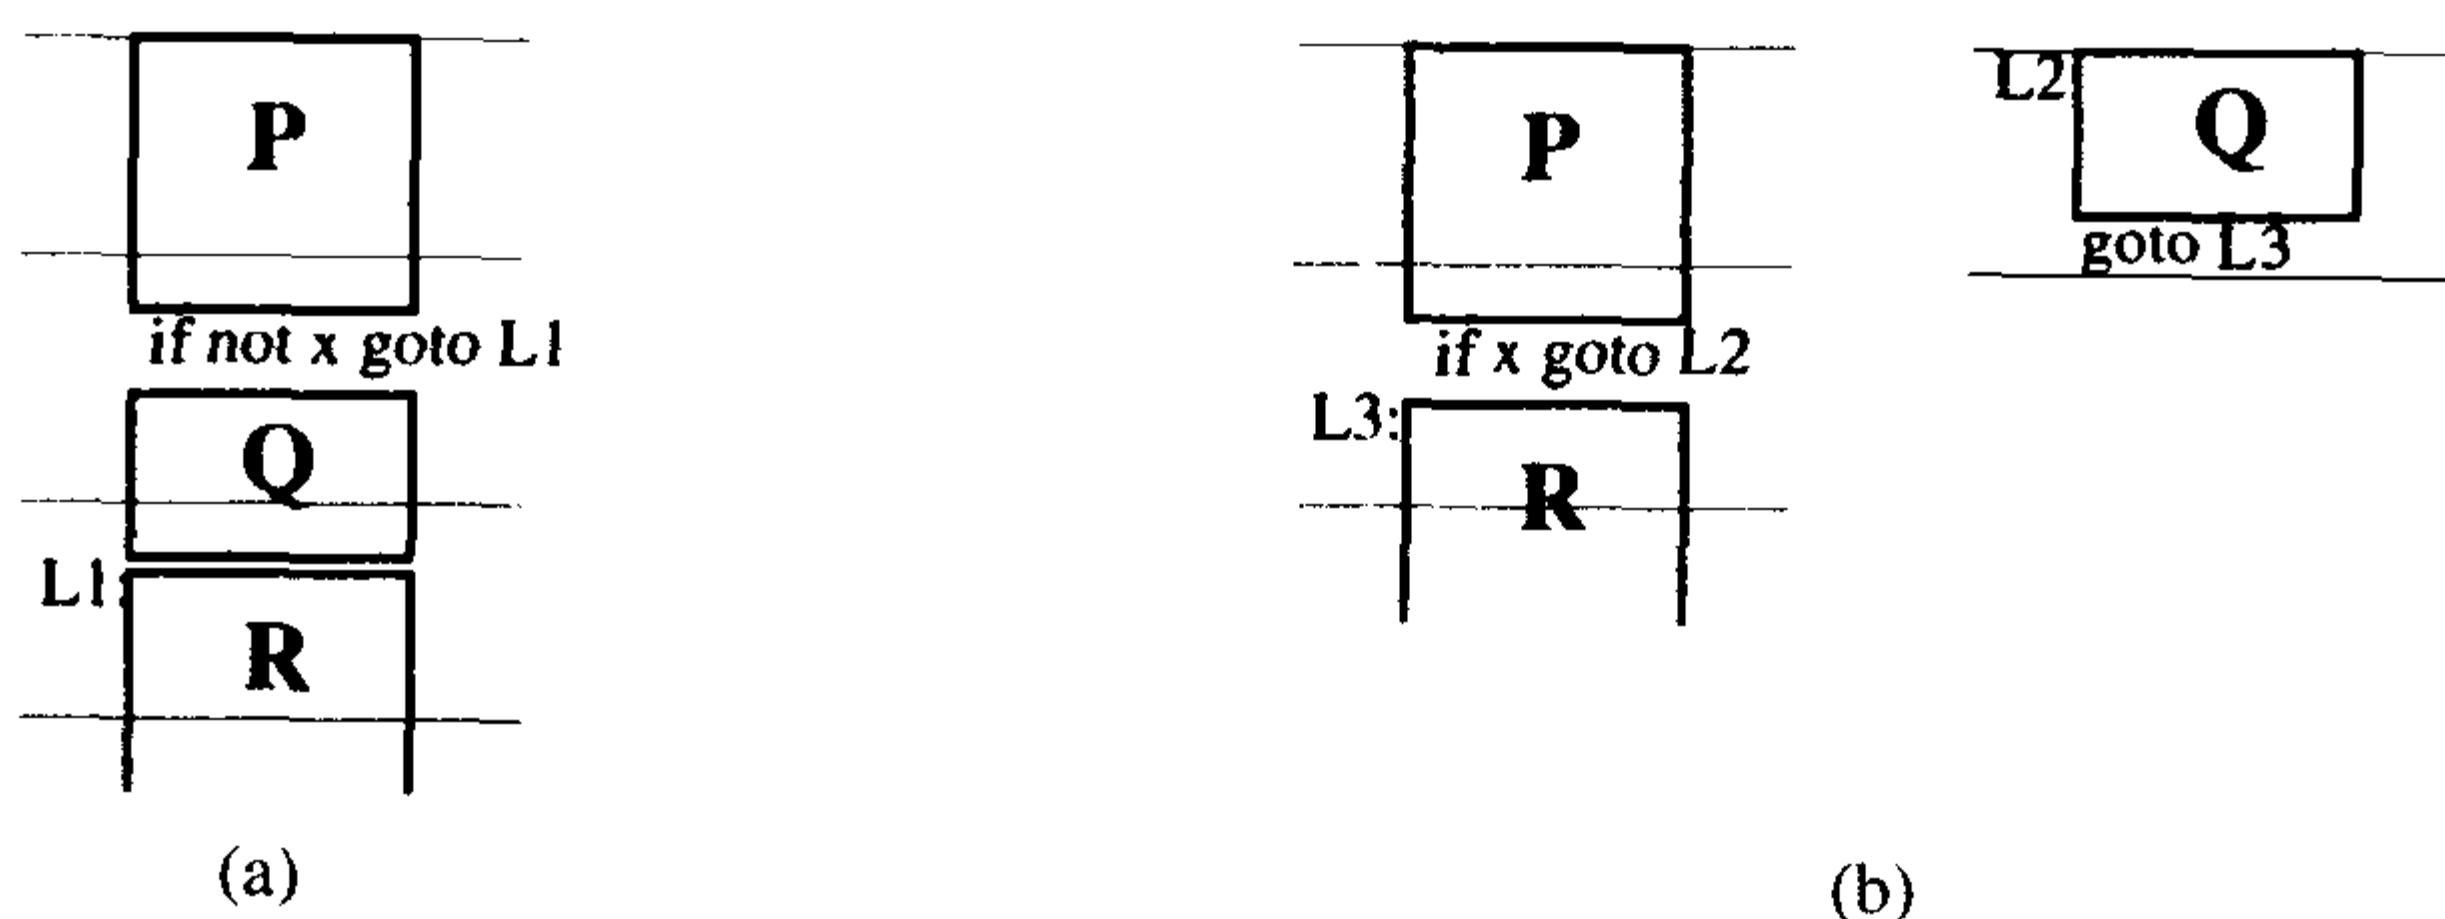 P
if not x goto L1
Q
L1:
R
(a)
P
if x goto L2
L3:
R
L2
Q
goto L3
(b)